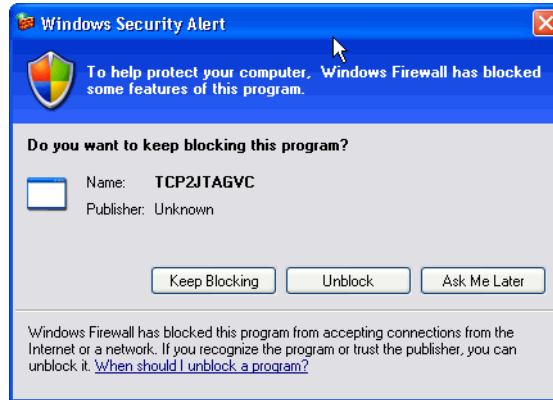 Windows Security Alert
To help protect your computer, Windows Firewall has blocked
some features of this program.
Do you want to keep blocking this program?
Name: TCP2JTAGVC
Publisher: Unknown
Keep Blocking Unblock Ask Me Later
Windows Firewall has blocked this program from accepting connections from the
Internet or a network. If you recognize the program or trust the publisher, you can
unblock it. When should I unblock a program?